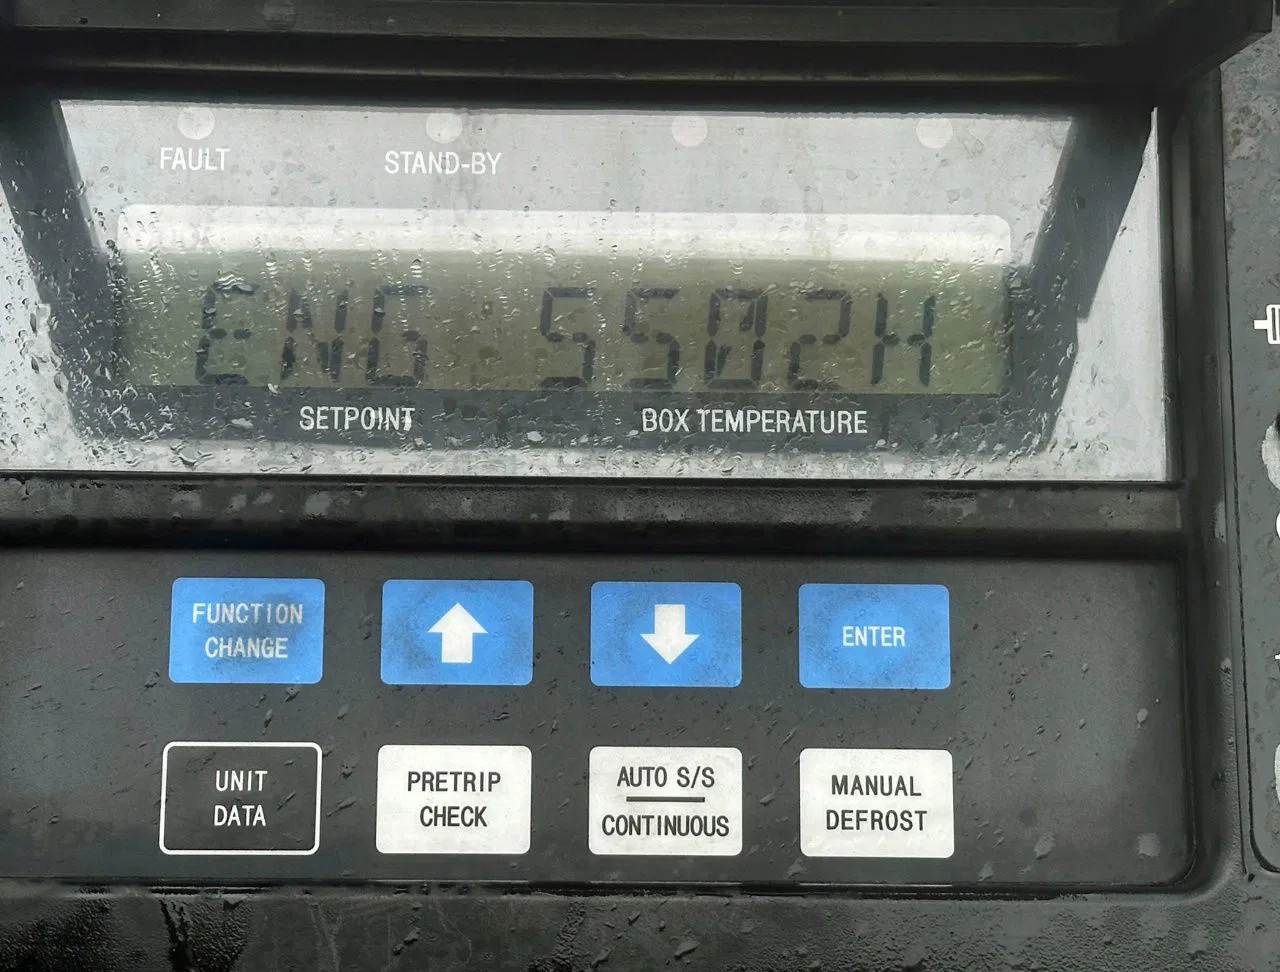 FAULT
STAND-BY
ENG 5502H
SETPOINT
BOX TEMPERATURE
FUNCTION
CHANGE
ENTER
UNIT
DATA
PRETRIP
CHECK
AUTO S/S
CONTINUOUS
MANUAL
DEFROST